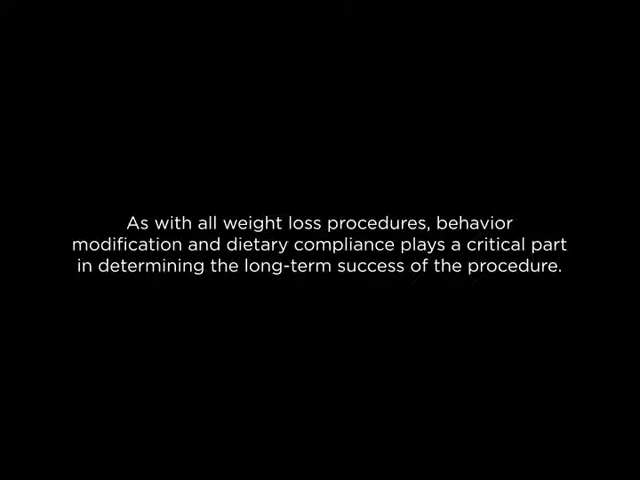 As with all weight loss procedures, behavior
modification and dietary compliance plays a critical part
in determining the long-term success of the procedure.